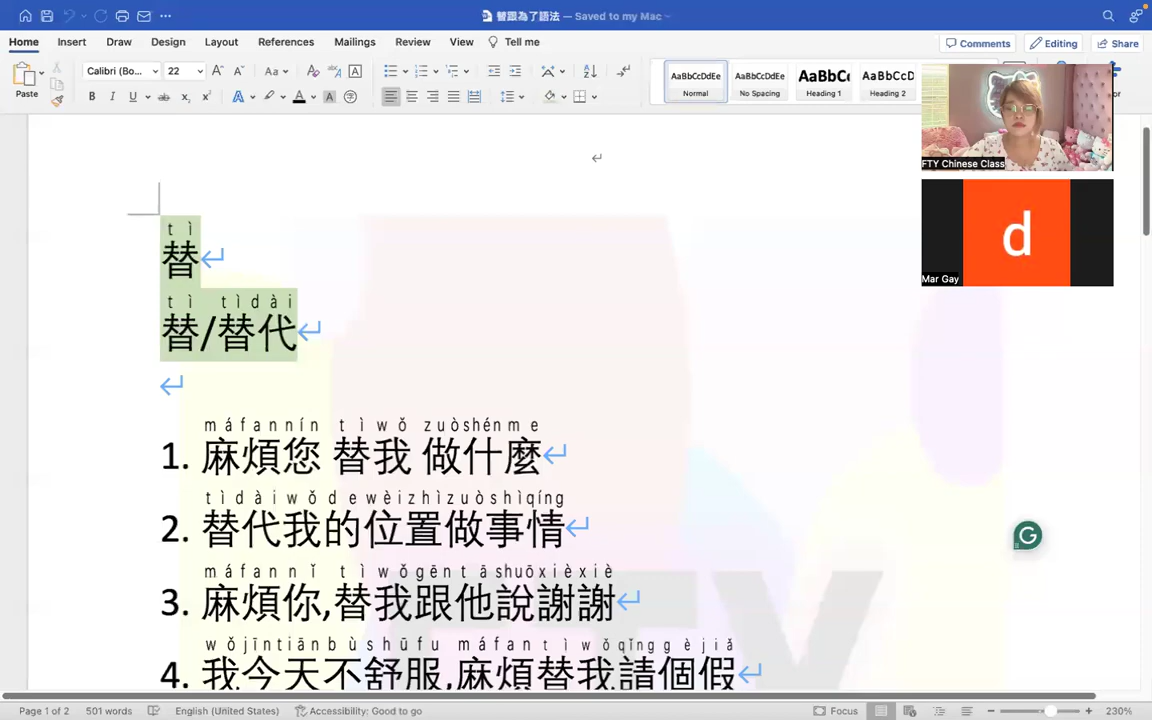 替跟為了語法 — Saved to my Mac
Home Insert Draw Design Layout References Mailings Review View Tell me Comments Editing Share
Paste Calibri (Bo... 22 Aa A
B I U ab x₂ x² A A A
AaBbCcDdEe Normal AaBbCcDdEe No Spacing AaBbCc Heading 1 AaBbCcD Heading 2
FTY Chinese Class
d
Mar Gay
tì
替
tì tìdài
替/替代
máfannín tìwǒ zuòshénme
1. 麻煩您 替我 做什麼
tìdàiwǒdewèizhìzuòshìqíng
2. 替代我的位置做事情
máfannǐ tìwǒgēntāshuōxièxiè
3. 麻煩你,替我跟他說謝謝
wǒjīntiānbùshūfu máfantìwǒqǐnggèjiǎ
4. 我今天不舒服,麻煩替我請個假
FTY
Page 1 of 2 501 words English (United States) Accessibility: Good to go Focus 230%